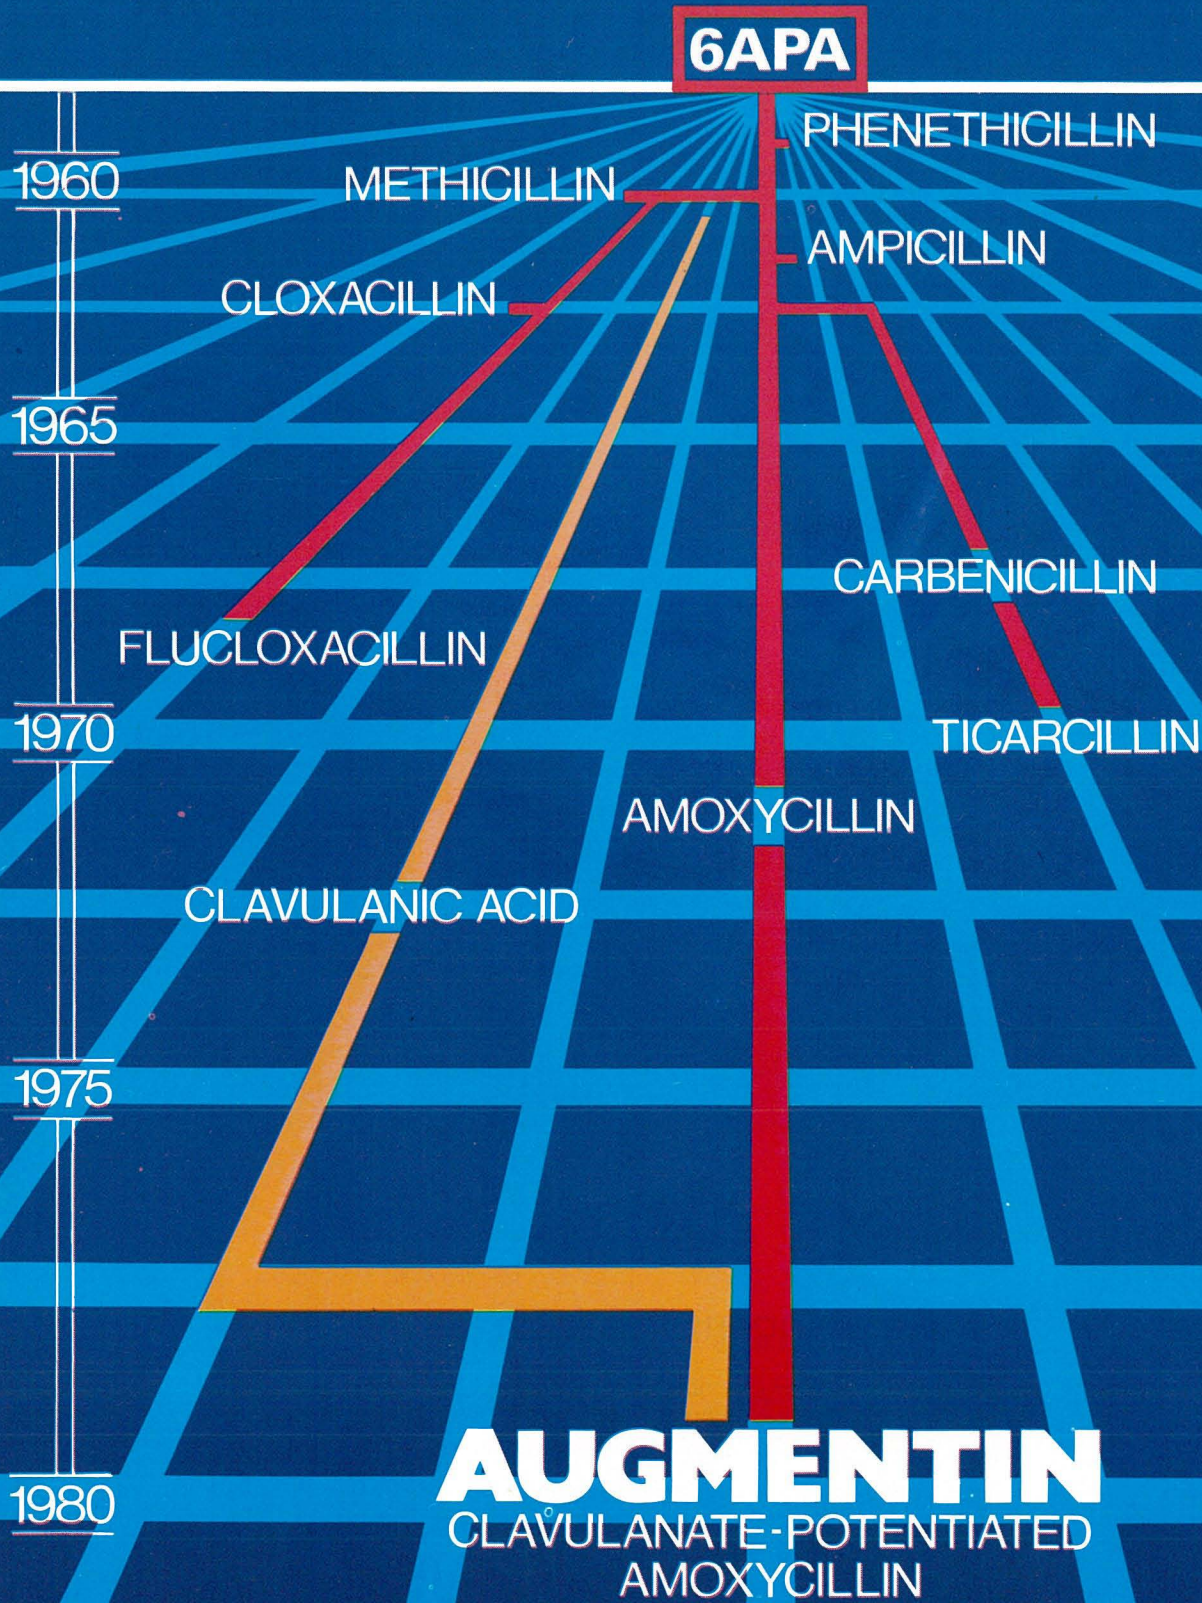 6APA
PHENETHICILLIN
1960
METHICILLIN
AMPICILLIN
CLOXACILLIN
1965
CARBENICILLIN
FLUCLOXACILLIN
1970
TICARCILLIN
AMOXYCILLIN
CLAVULANIC ACID
1975
AUGMENTIN
1980
CLAVULANATE-POTENTIATED
AMOXYCILLIN